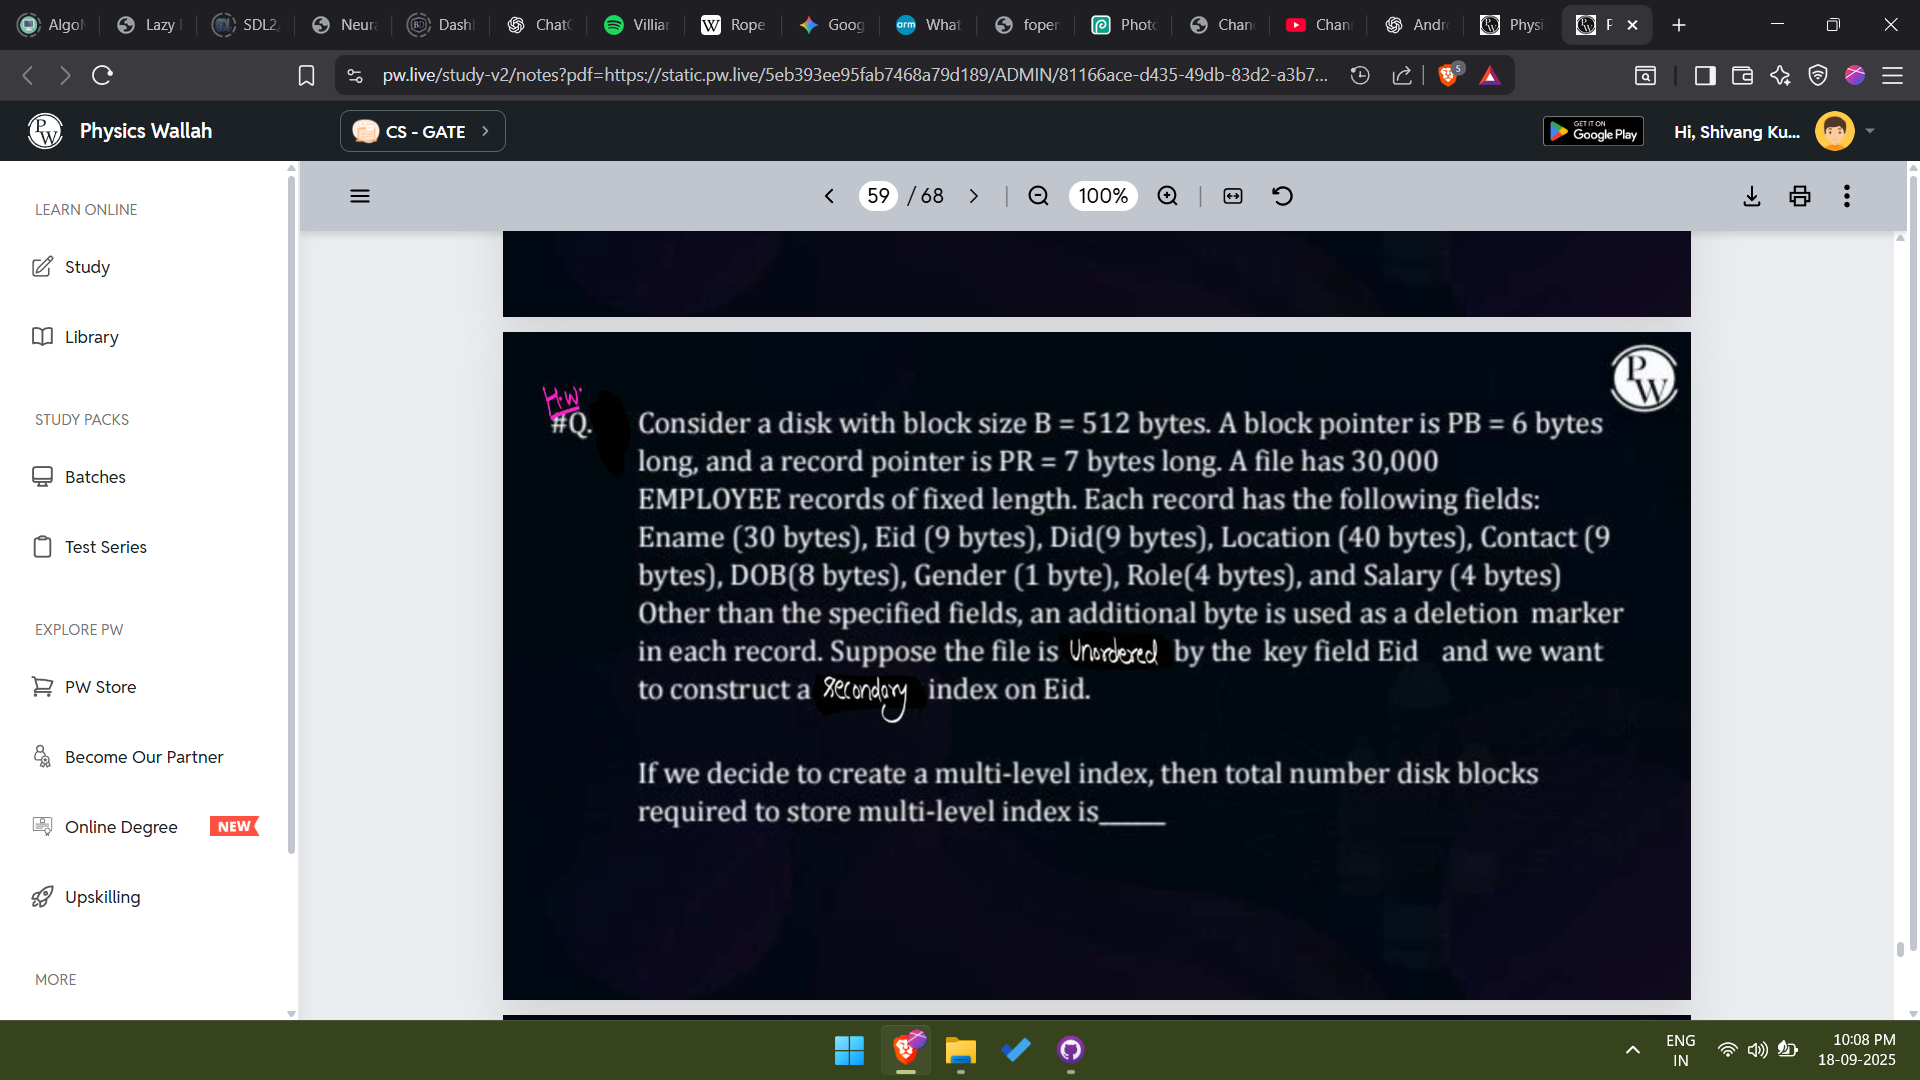 Algo
Lazy
SDL2
Neura
Dash
Chat
Villiar
Rope
Goog
arm What
foper
Photo
Chan
Chan
Andr
Physi
pw.live/study-v2/notes?pdf=https://static.pw.live/5eb393ee95fab7468a79d189/ADMIN/81166ace-d435-49db-83d2-a3b7...
5
Physics Wallah
CS - GATE
GET IT ON
Google Play
Hi, Shivang Ku...
LEARN ONLINE
Study
Library
STUDY PACKS
Batches
Test Series
EXPLORE PW
PW Store
Become Our Partner
Online Degree NEW
Upskilling
MORE
59 / 68
100%
PW
H.W.
#Q. Consider a disk with block size B = 512 bytes. A block pointer is PB = 6 bytes
long, and a record pointer is PR = 7 bytes long. A file has 30,000
EMPLOYEE records of fixed length. Each record has the following fields:
Ename (30 bytes), Eid (9 bytes), Did(9 bytes), Location (40 bytes), Contact (9
bytes), DOB(8 bytes), Gender (1 byte), Role(4 bytes), and Salary (4 bytes)
Other than the specified fields, an additional byte is used as a deletion marker
in each record. Suppose the file is Unordered by the key field Eid and we want
to construct a secondary index on Eid.
If we decide to create a multi-level index, then total number disk blocks
required to store multi-level index is_____
ENG
IN
10:08 PM
18-09-2025